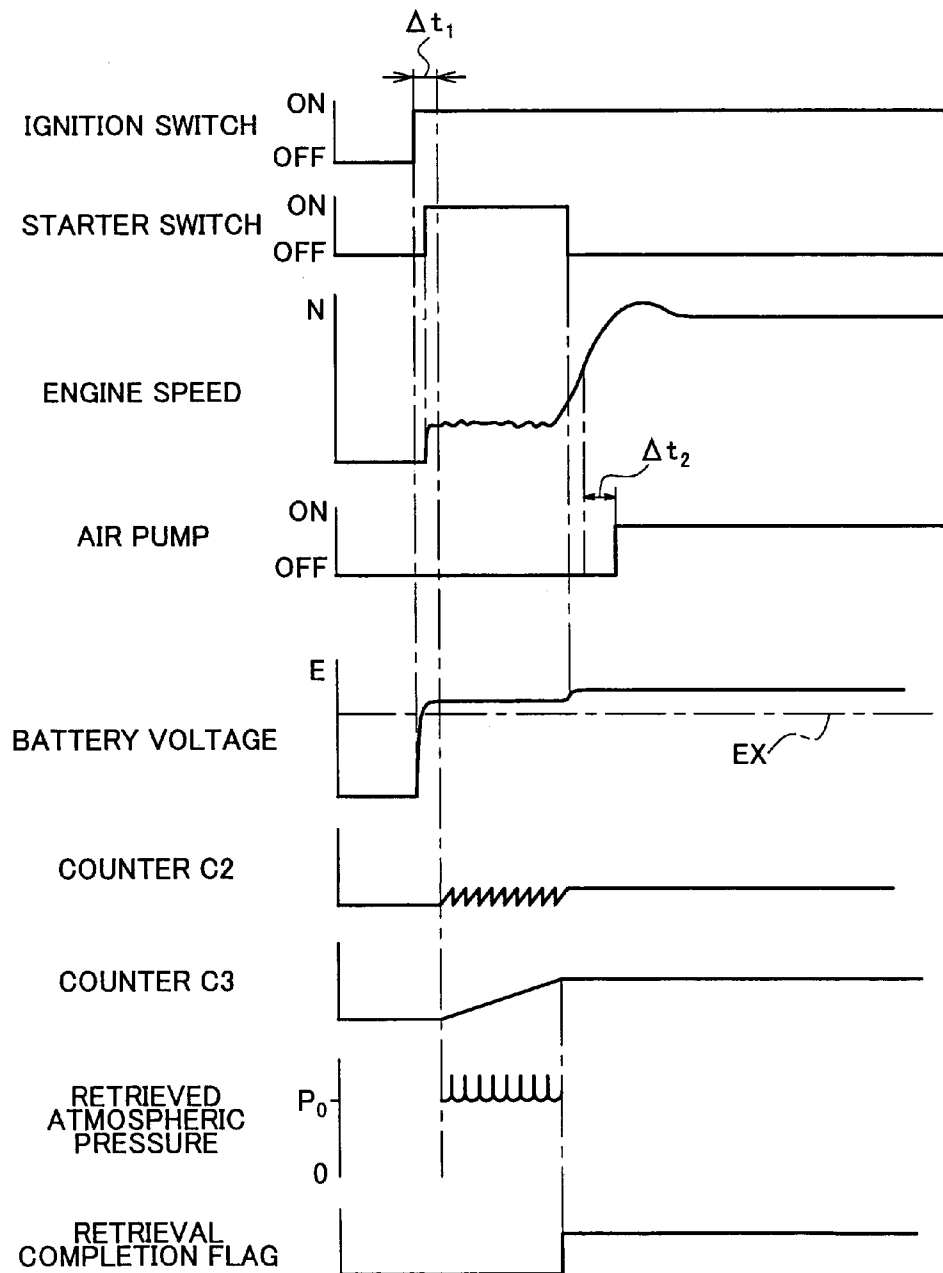 Δt₁
IGNITION SWITCH
ON
OFF
STARTER SWITCH
ON
OFF
ENGINE SPEED
N
Δt₂
AIR PUMP
ON
OFF
BATTERY VOLTAGE
E
EX
COUNTER C2
COUNTER C3
RETRIEVED
ATMOSPHERIC
PRESSURE
P₀
0
RETRIEVAL
COMPLETION FLAG